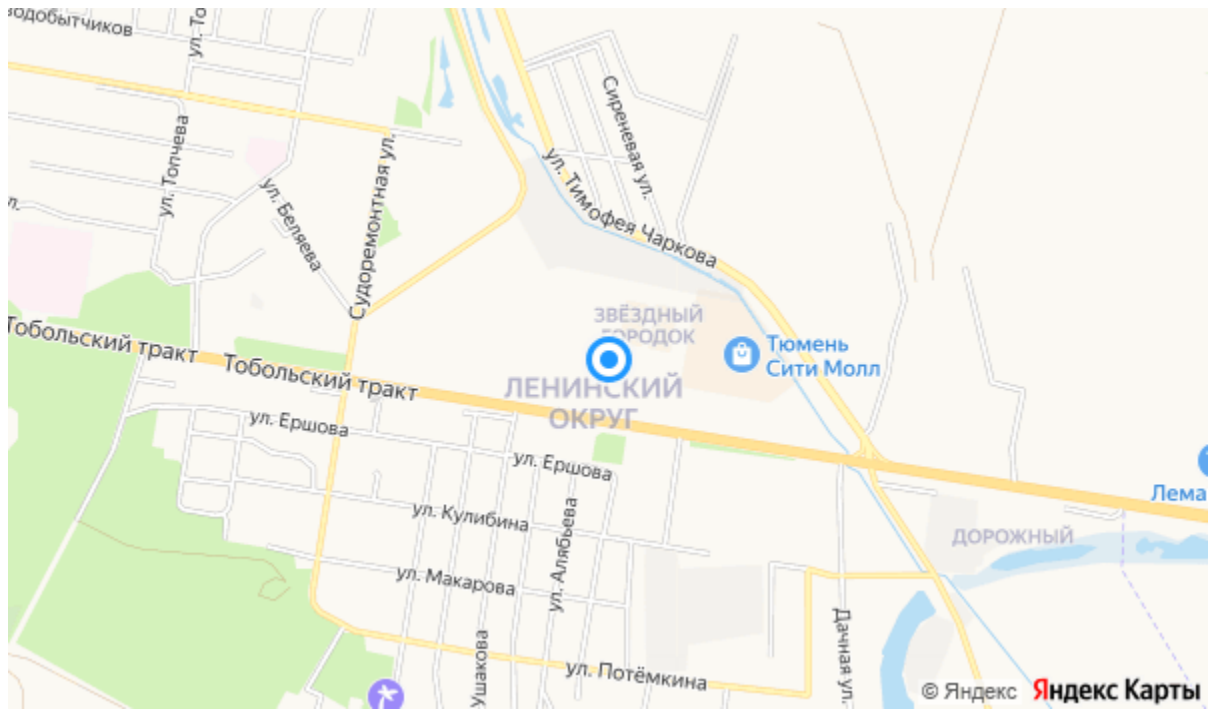 водобытчиков
ул. То
ул. Топчева
ул.
ул. Беляева
Судоремонтная ул.
Сиреневая ул.
ул. Тимофея Чаркова
ЗВЁЗДНЫЙ
ГОРОДОК
Тюмень
Сити Молл
Тобольский тракт
Тобольский тракт
ЛЕНИНСКИЙ
ОКРУГ
ул. Ершова
ул. Ершова
Лема
ул. Кулибина
ул. Алябьева
ДОРОЖНЫЙ
ул. Макарова
Ушакова
Дачная ул.
ул. Потёмкина
© Яндекс Яндекс Карты